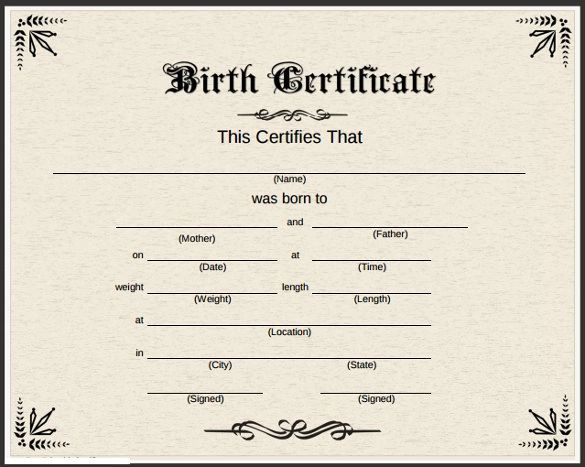 Birth Certificate
This Certifies That
(Name)
was born to
and
(Mother) (Father)
on at
(Date) (Time)
weight length
(Weight) (Length)
at
(Location)
in
(City) (State)
(Signed) (Signed)